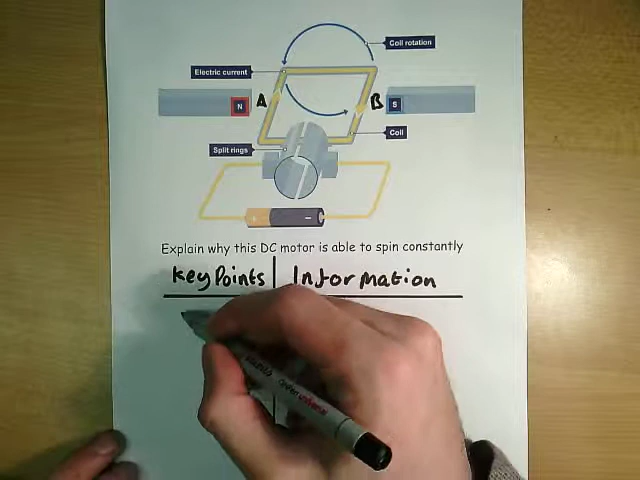 Coil rotation
Electric current
A
B
N
S
Coil
Split rings
+ -
Explain why this DC motor is able to spin constantly
Key Points Information